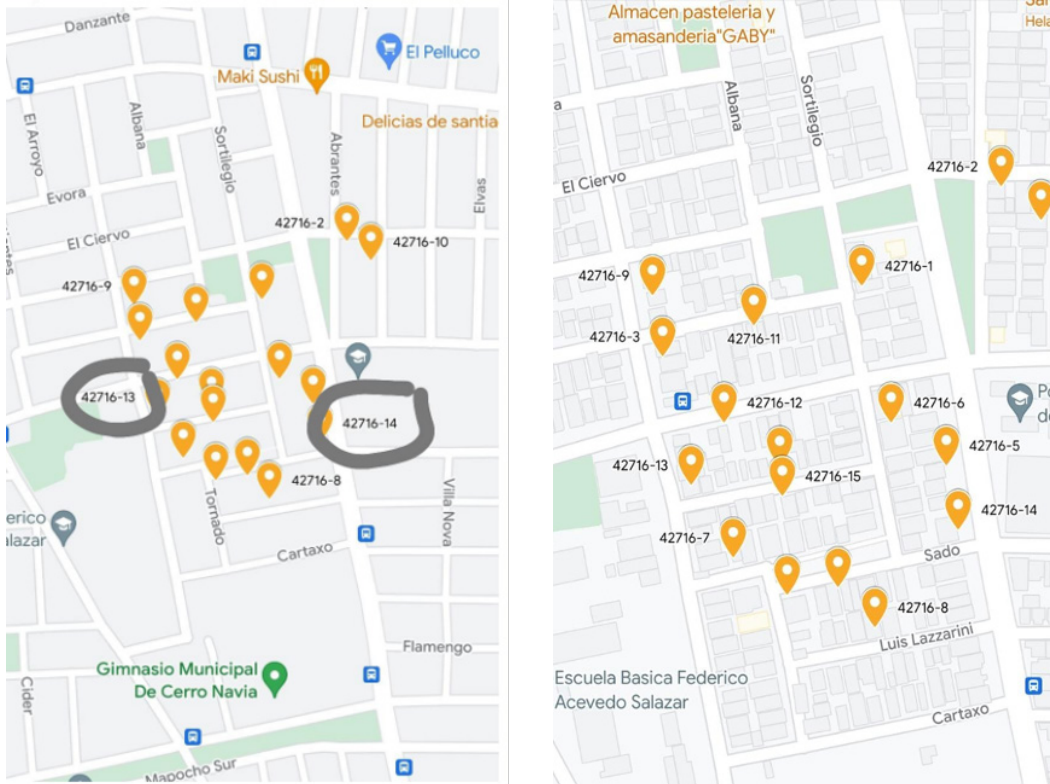 Danzante
El Pelluco
Maki Sushi
Albana
El Arroyo
Sortilegio
Delicias de santia
Abrantes
Elvas
Evora
42716-2
El Ciervo
42716-10
42716-9
42716-13
42716-14
42716-8
Tornado
Villa Nova
erico
alazar
Cartaxo
Flamengo
Gimnasio Municipal
De Cerro Navia
Cider
Mapocho Sur
Almacen pasteleria y
amasanderia"GABY"
Hela
Albana
Sortilegio
a
El Ciervo
42716-2
42716-9
42716-1
42716-3
42716-11
42716-12
42716-6
42716-5
42716-13
42716-15
42716-14
42716-7
Sado
42716-8
Luis Lazzarini
Escuela Basica Federico
Acevedo Salazar
Cartaxo